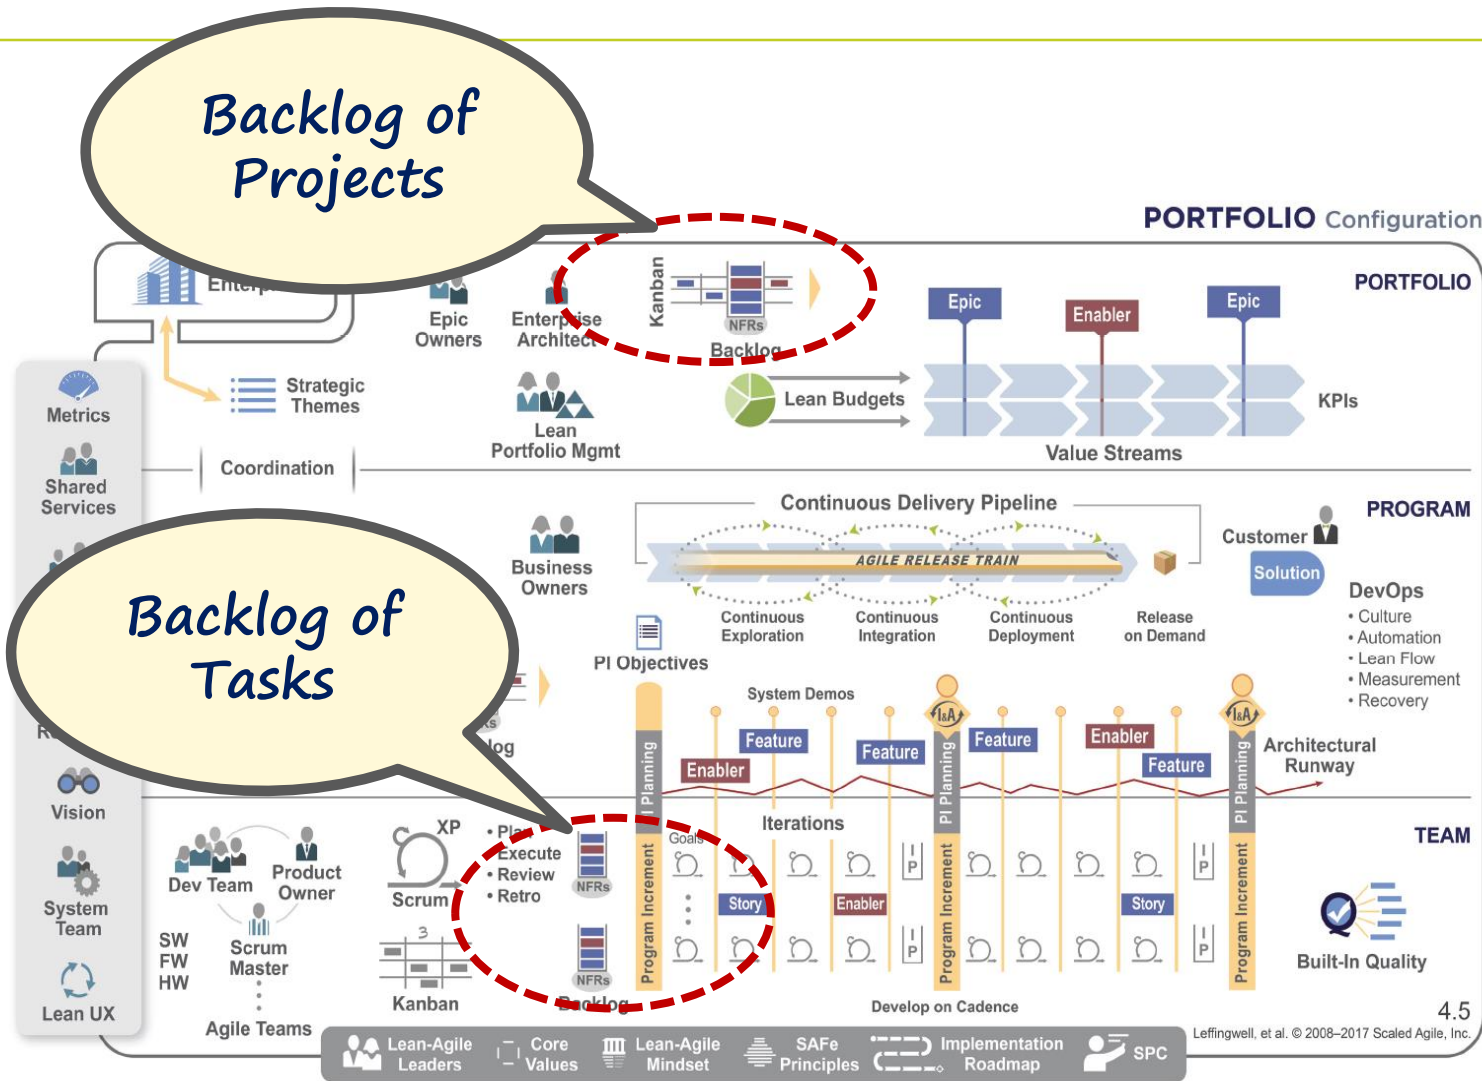 Backlog of
Projects
PORTFOLIO Configuration
PORTFOLIO
Epic
Owners
Enterprise
Architect
Kanban
NFRs
Backlog
Epic
Enabler
Epic
Strategic
Themes
Lean
Portfolio Mgmt
Lean Budgets
KPIs
Value Streams
Metrics
Shared
Services
Coordination
Continuous Delivery Pipeline
PROGRAM
Business
Owners
AGILE RELEASE TRAIN
Customer
Solution
Continuous
Exploration
Continuous
Integration
Continuous
Deployment
Release
on Demand
DevOps
• Culture
• Automation
• Lean Flow
• Measurement
• Recovery
Backlog of
Tasks
PI Objectives
System Demos
I&A
I&A
Enabler
Feature
Feature
Feature
Enabler
Feature
Architectural
Runway
PI Planning
PI Planning
Vision
TEAM
Dev Team
Product
Owner
Scrum
Master
Agile Teams
SW
FW
HW
XP
Scrum
• Plan
• Execute
• Review
• Retro
3
Kanban
NFRs
NFRs
Backlog
Goals
Iterations
Story
Enabler
Story
I
P
I
P
I
P
I
P
Program Increment
Program Increment
Program Increment
Develop on Cadence
Built-In Quality
System
Team
Lean UX
4.5
Leffingwell, et al. © 2008–2017 Scaled Agile, Inc.
Lean-Agile
Leaders
Core
Values
Lean-Agile
Mindset
SAFe
Principles
Implementation
Roadmap
SPC